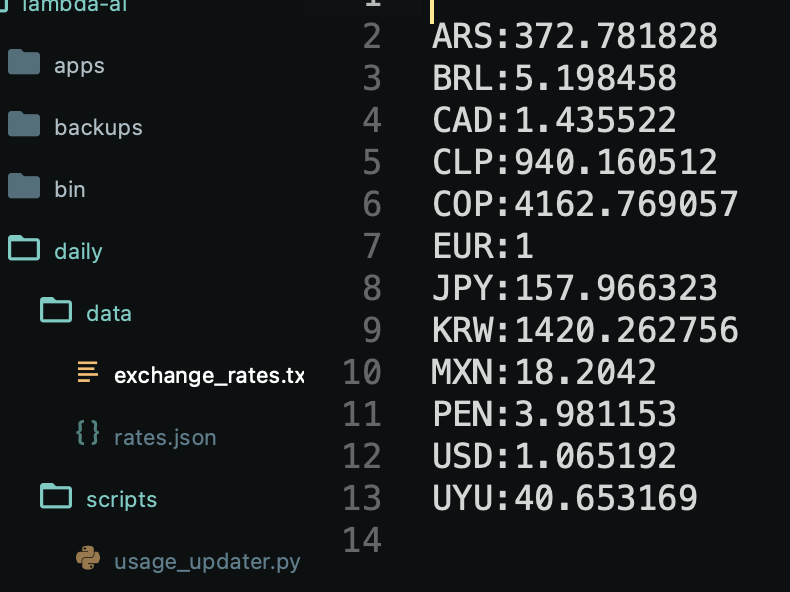 lambda-ai
apps
backups
bin
daily
data
exchange_rates.tx
rates.json
scripts
usage_updater.py
1
2 ARS:372.781828
3 BRL:5.198458
4 CAD:1.435522
5 CLP:940.160512
6 COP:4162.769057
7 EUR:1
8 JPY:157.966323
9 KRW:1420.262756
10 MXN:18.2042
11 PEN:3.981153
12 USD:1.065192
13 UYU:40.653169
14